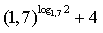 (1,7)^{log_{1,7} 2} + 4